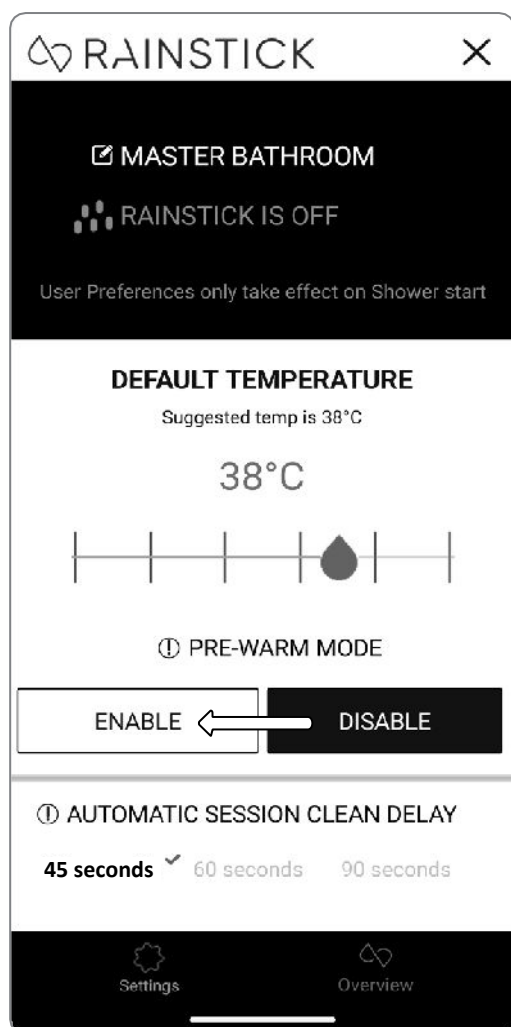 RAINSTICK
MASTER BATHROOM
RAINSTICK IS OFF
User Preferences only take effect on Shower start
DEFAULT TEMPERATURE
Suggested temp is 38°C
38°C
PRE-WARM MODE
ENABLE DISABLE
AUTOMATIC SESSION CLEAN DELAY
45 seconds 60 seconds 90 seconds
Settings Overview